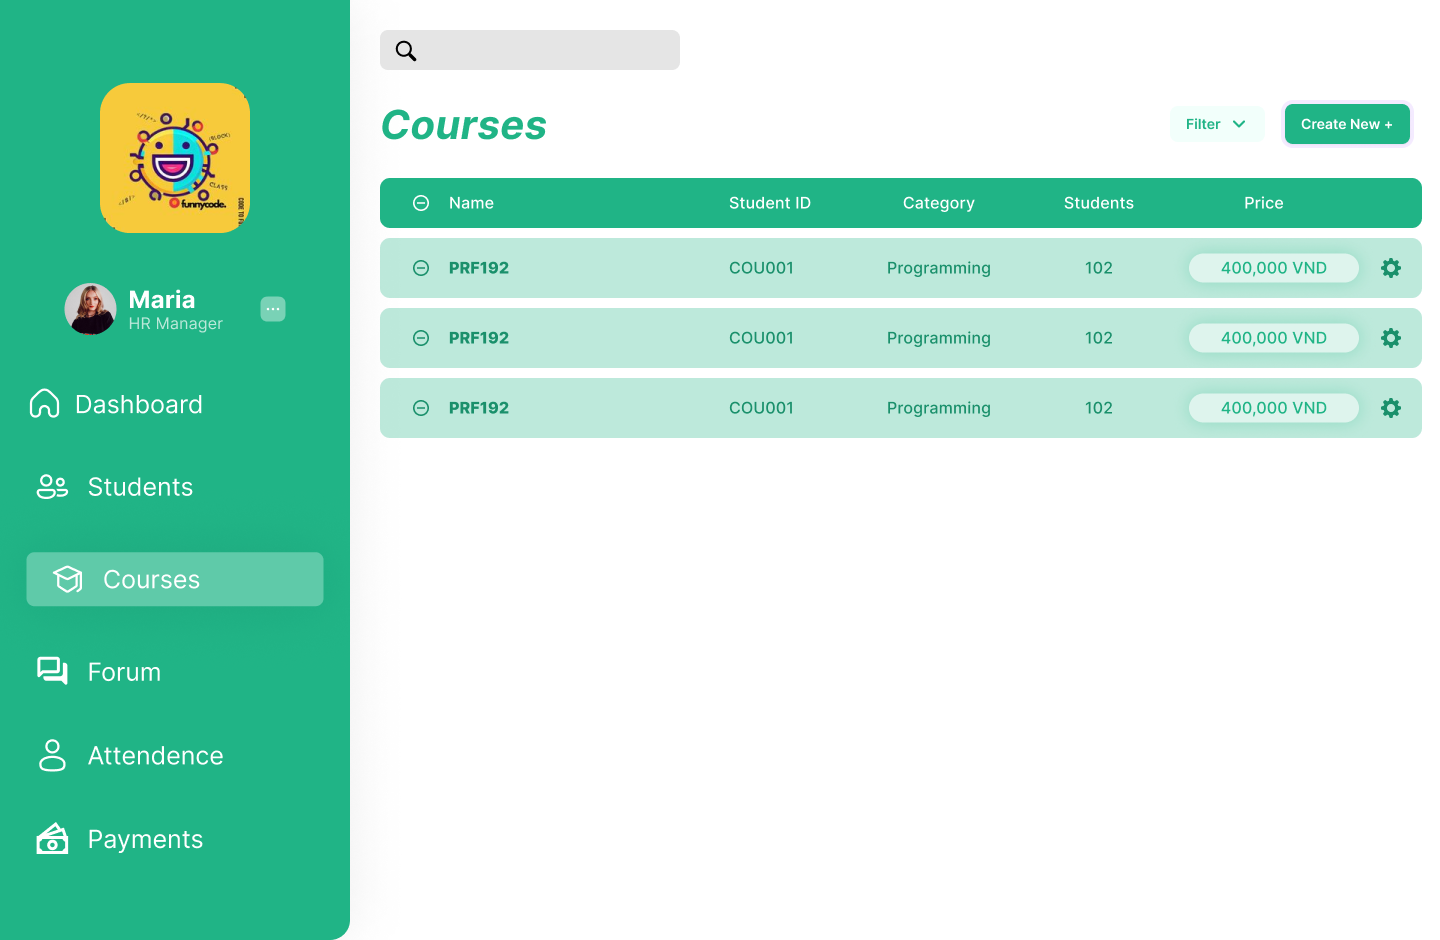 funnycode.
Maria
HR Manager
Dashboard
Students
Courses
Forum
Attendence
Payments
Courses
Filter
Create New +
Name Student ID Category Students Price
PRF192 COU001 Programming 102 400,000 VND
PRF192 COU001 Programming 102 400,000 VND
PRF192 COU001 Programming 102 400,000 VND